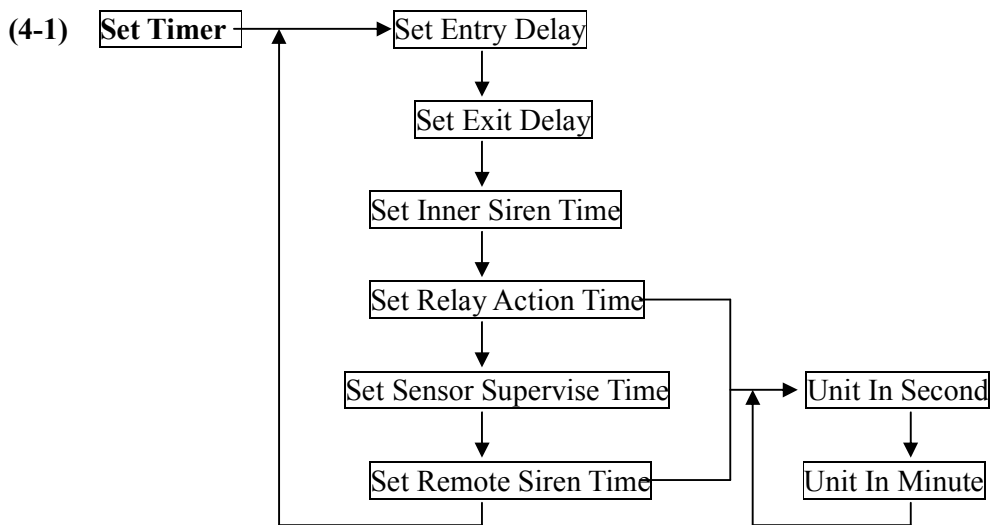 (4-1) Set Timer
Set Entry Delay
Set Exit Delay
Set Inner Siren Time
Set Relay Action Time
Set Sensor Supervise Time
Unit In Second
Set Remote Siren Time
Unit In Minute